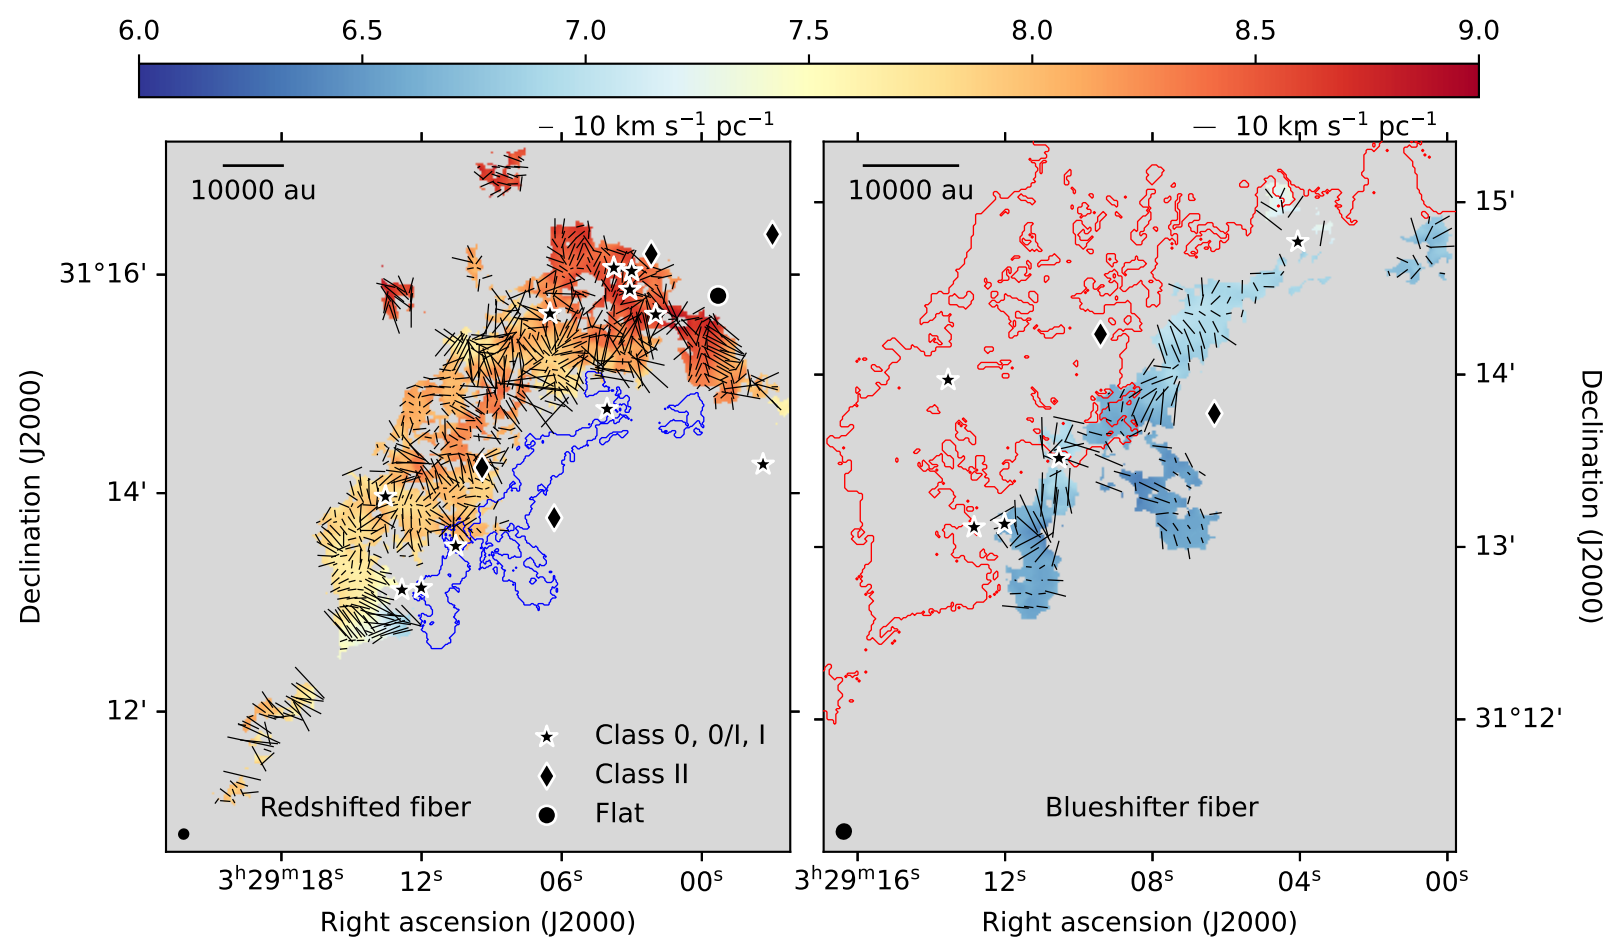 6.0 6.5 7.0 7.5 8.0 8.5 9.0
10 km s⁻¹ pc⁻¹
10 km s⁻¹ pc⁻¹
10000 au
10000 au
31°16'
14'
12'
15'
14'
13'
31°12'
Declination (J2000)
Declination (J2000)
Class 0, 0/I, I
Class II
Flat
Redshifted fiber
Blueshifter fiber
3ʰ29ᵐ18ˢ 12ˢ 06ˢ 00ˢ
3ʰ29ᵐ16ˢ 12ˢ 08ˢ 04ˢ 00ˢ
Right ascension (J2000)
Right ascension (J2000)